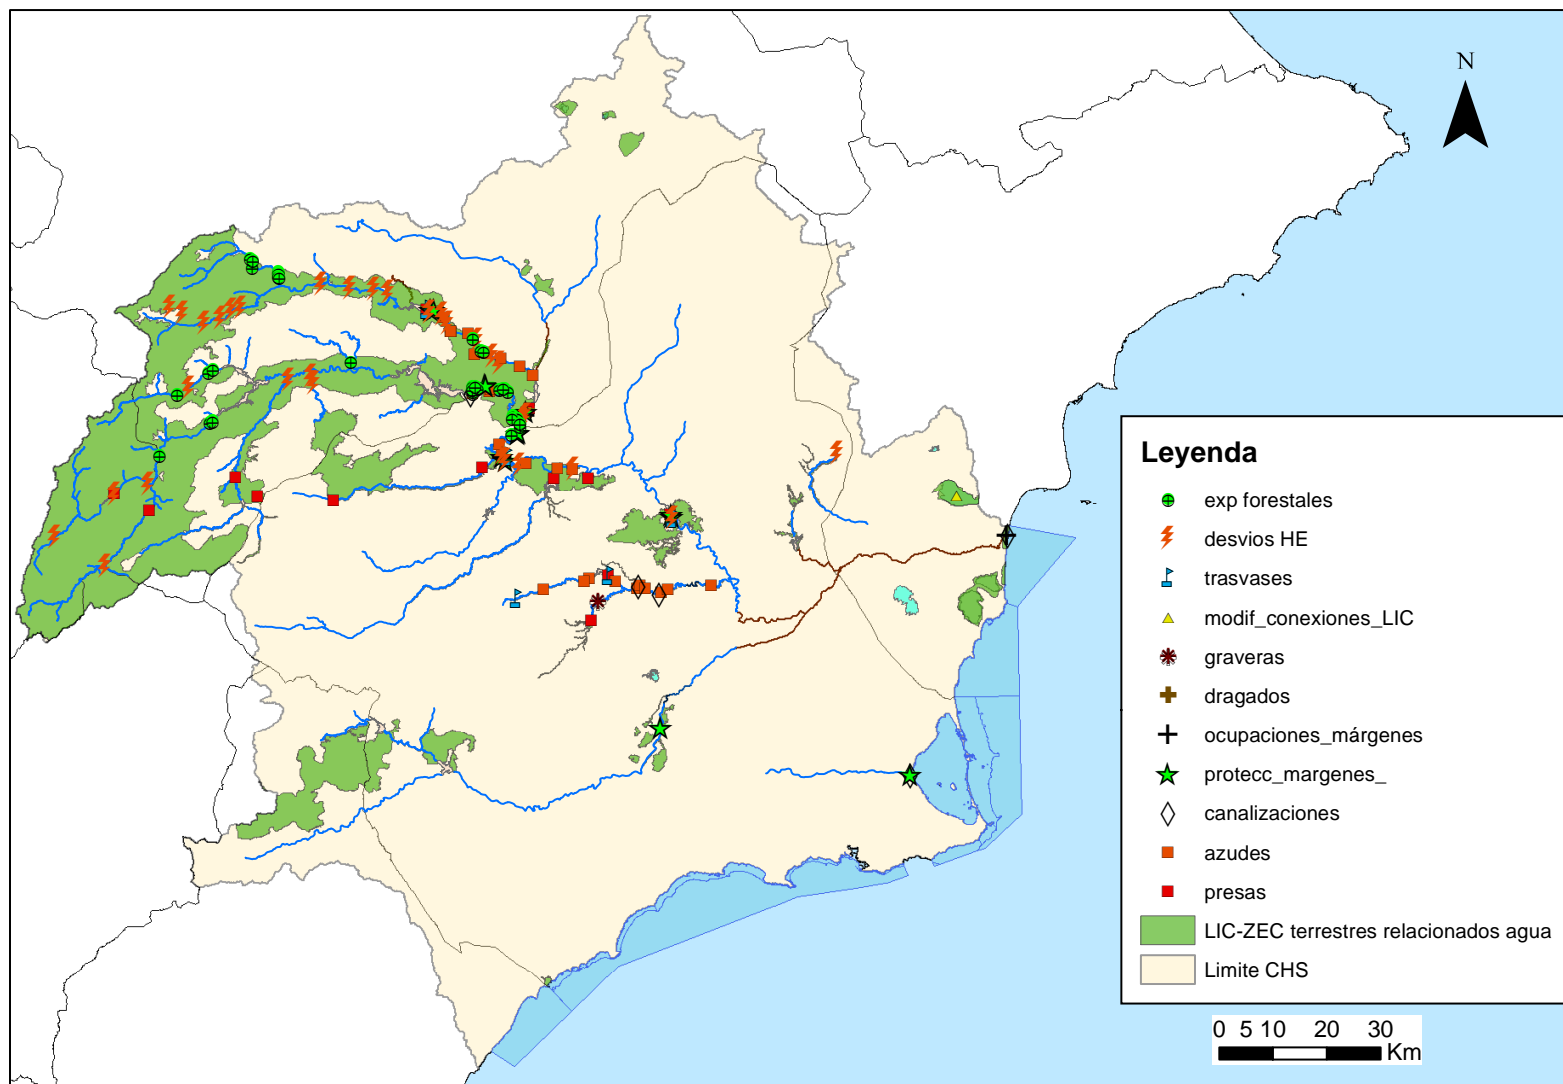 N
Leyenda
exp forestales
desvios HE
trasvases
modif_conexiones_LIC
graveras
dragados
ocupaciones_márgenes
protecc_margenes_
canalizaciones
azudes
presas
LIC-ZEC terrestres relacionados agua
Limite CHS
0 5 10 20 30
Km